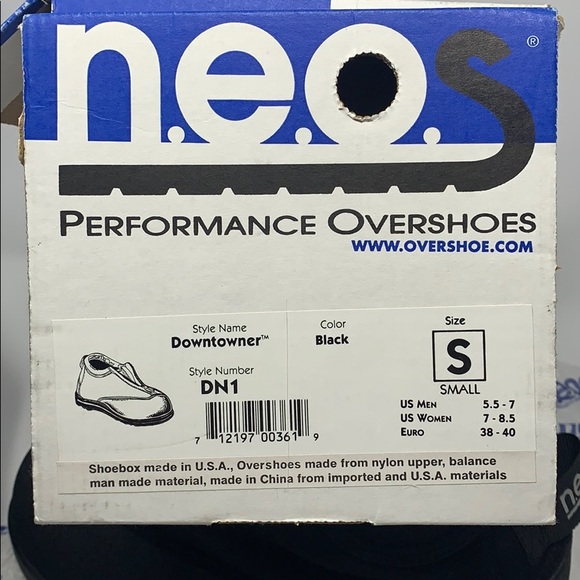 n.e.o.s
®
PERFORMANCE OVERSHOES
WWW.OVERSHOE.COM
Style Name
Downtowner™
Style Number
DN1
7 12197 00361 9
Color
Black
Size
S
SMALL
US MEN 5.5 - 7
US WOMEN 7 - 8.5
EURO 38 - 40
Shoebox made in U.S.A., Overshoes made from nylon upper, balance
man made material, made in China from imported and U.S.A. materials
n.e.o.